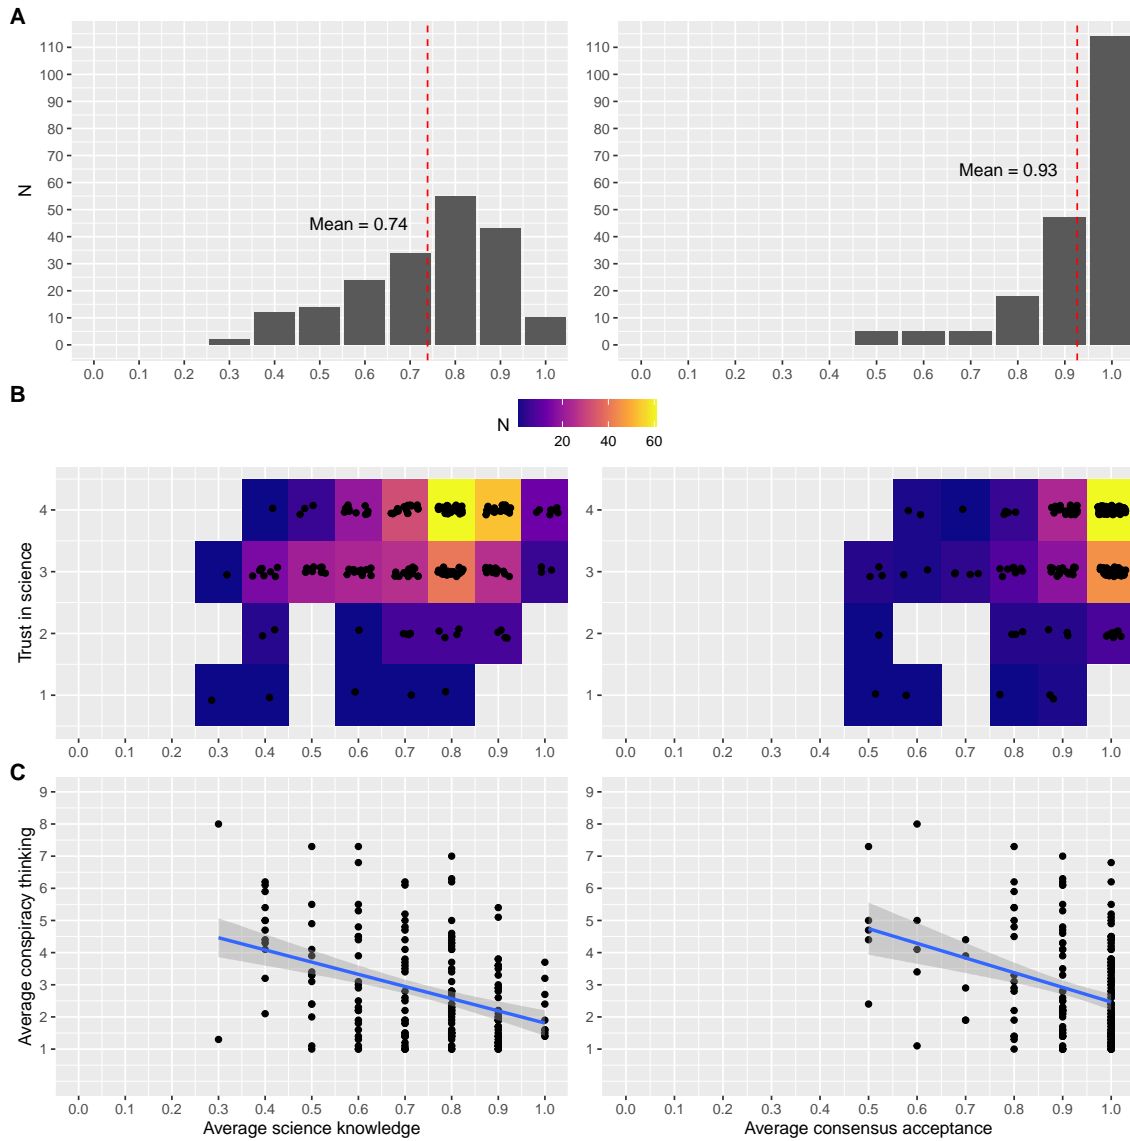 A
N
110
100
90
80
70
60
50
40
30
20
10
0
Mean = 0.74
0.0 0.1 0.2 0.3 0.4 0.5 0.6 0.7 0.8 0.9 1.0
110
100
90
80
70
60
50
40
30
20
10
0
Mean = 0.93
0.0 0.1 0.2 0.3 0.4 0.5 0.6 0.7 0.8 0.9 1.0
B
N
20 40 60
Trust in science
4
3
2
1
0.0 0.1 0.2 0.3 0.4 0.5 0.6 0.7 0.8 0.9 1.0
4
3
2
1
0.0 0.1 0.2 0.3 0.4 0.5 0.6 0.7 0.8 0.9 1.0
C
Average conspiracy thinking
9
8
7
6
5
4
3
2
1
0.0 0.1 0.2 0.3 0.4 0.5 0.6 0.7 0.8 0.9 1.0
Average science knowledge
9
8
7
6
5
4
3
2
1
0.0 0.1 0.2 0.3 0.4 0.5 0.6 0.7 0.8 0.9 1.0
Average consensus acceptance